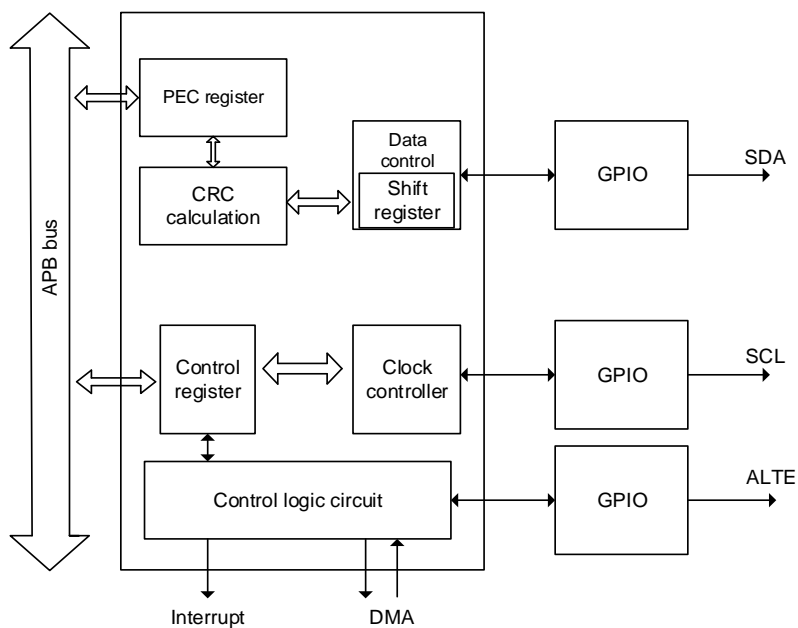 APB bus
PEC register
CRC
calculation
Data
control
Shift
register
GPIO
SDA
Control
register
Clock
controller
GPIO
SCL
Control logic circuit
GPIO
ALTE
Interrupt
DMA